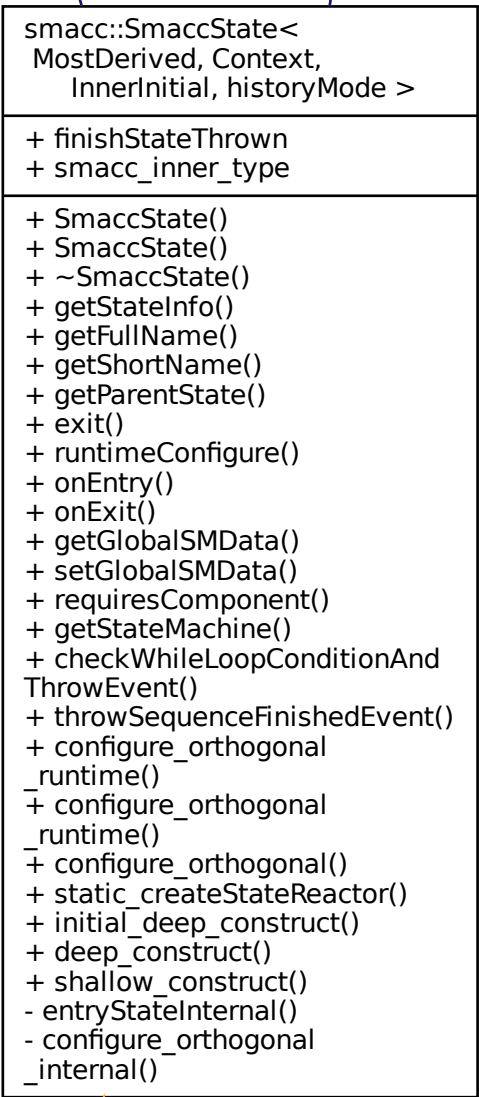 smacc::SmaccState<
MostDerived, Context,
InnerInitial, historyMode >
+ finishStateThrown
+ smacc_inner_type
+ SmaccState()
+ SmaccState()
+ ~SmaccState()
+ getStateInfo()
+ getFullName()
+ getShortName()
+ getParentState()
+ exit()
+ runtimeConfigure()
+ onEntry()
+ onExit()
+ getGlobalSMData()
+ setGlobalSMData()
+ requiresComponent()
+ getStateMachine()
+ checkWhileLoopConditionAnd
ThrowEvent()
+ throwSequenceFinishedEvent()
+ configure_orthogonal
_runtime()
+ configure_orthogonal
_runtime()
+ configure_orthogonal()
+ static_createStateReactor()
+ initial_deep_construct()
+ deep_construct()
+ shallow_construct()
- entryStateInternal()
- configure_orthogonal
_internal()